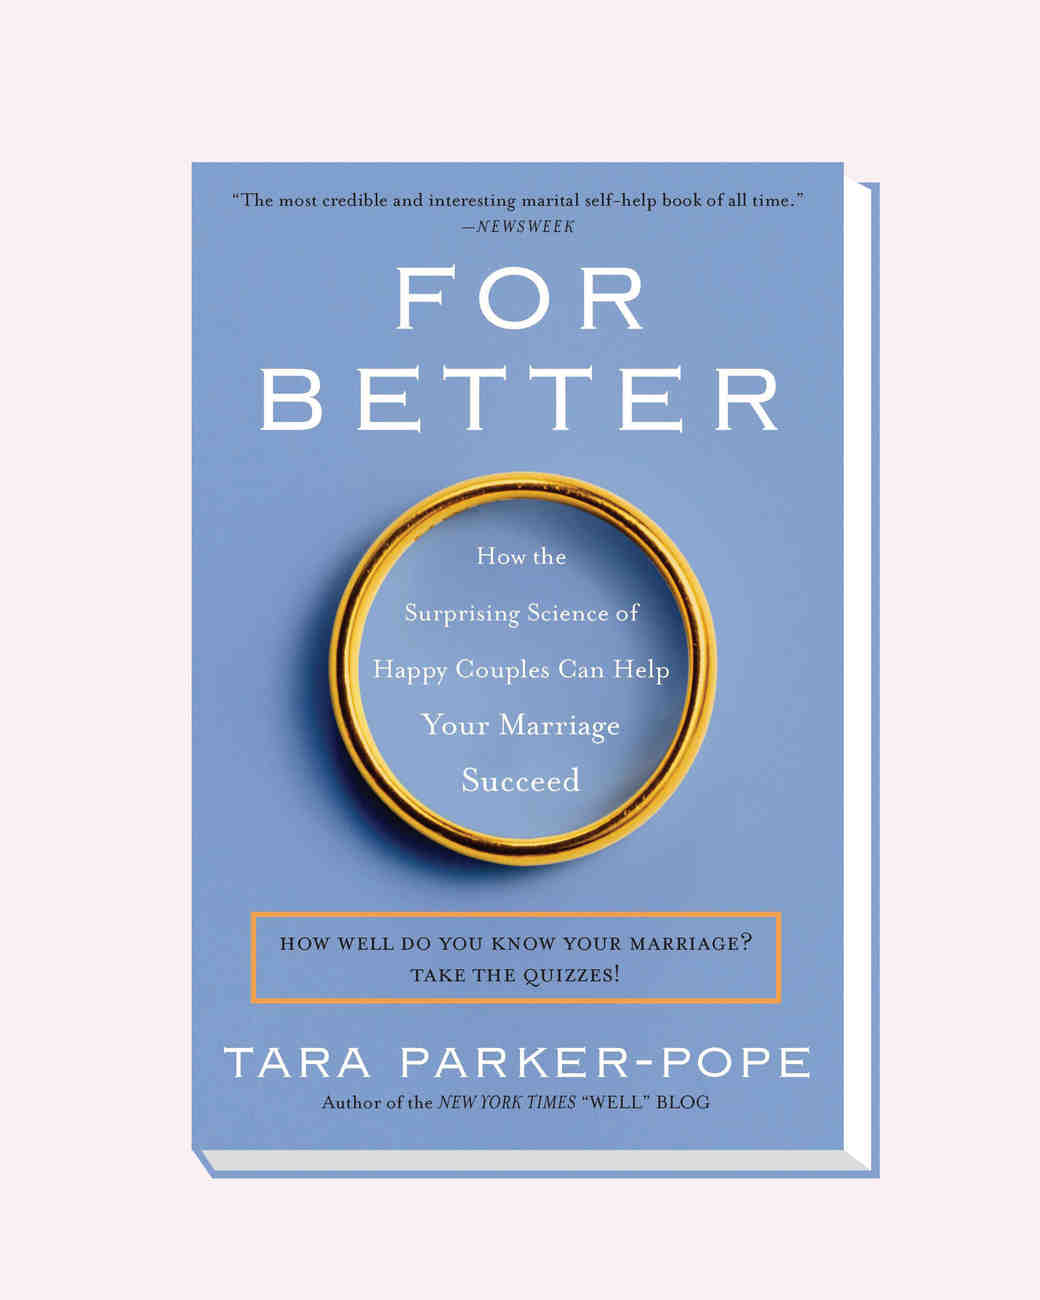 “The most credible and interesting marital self-help book of all time.”
—NEWSWEEK
FOR
BETTER
How the
Surprising Science of
Happy Couples Can Help
Your Marriage
Succeed
HOW WELL DO YOU KNOW YOUR MARRIAGE?
TAKE THE QUIZZES!
TARA PARKER-POPE
Author of the NEW YORK TIMES “WELL” BLOG